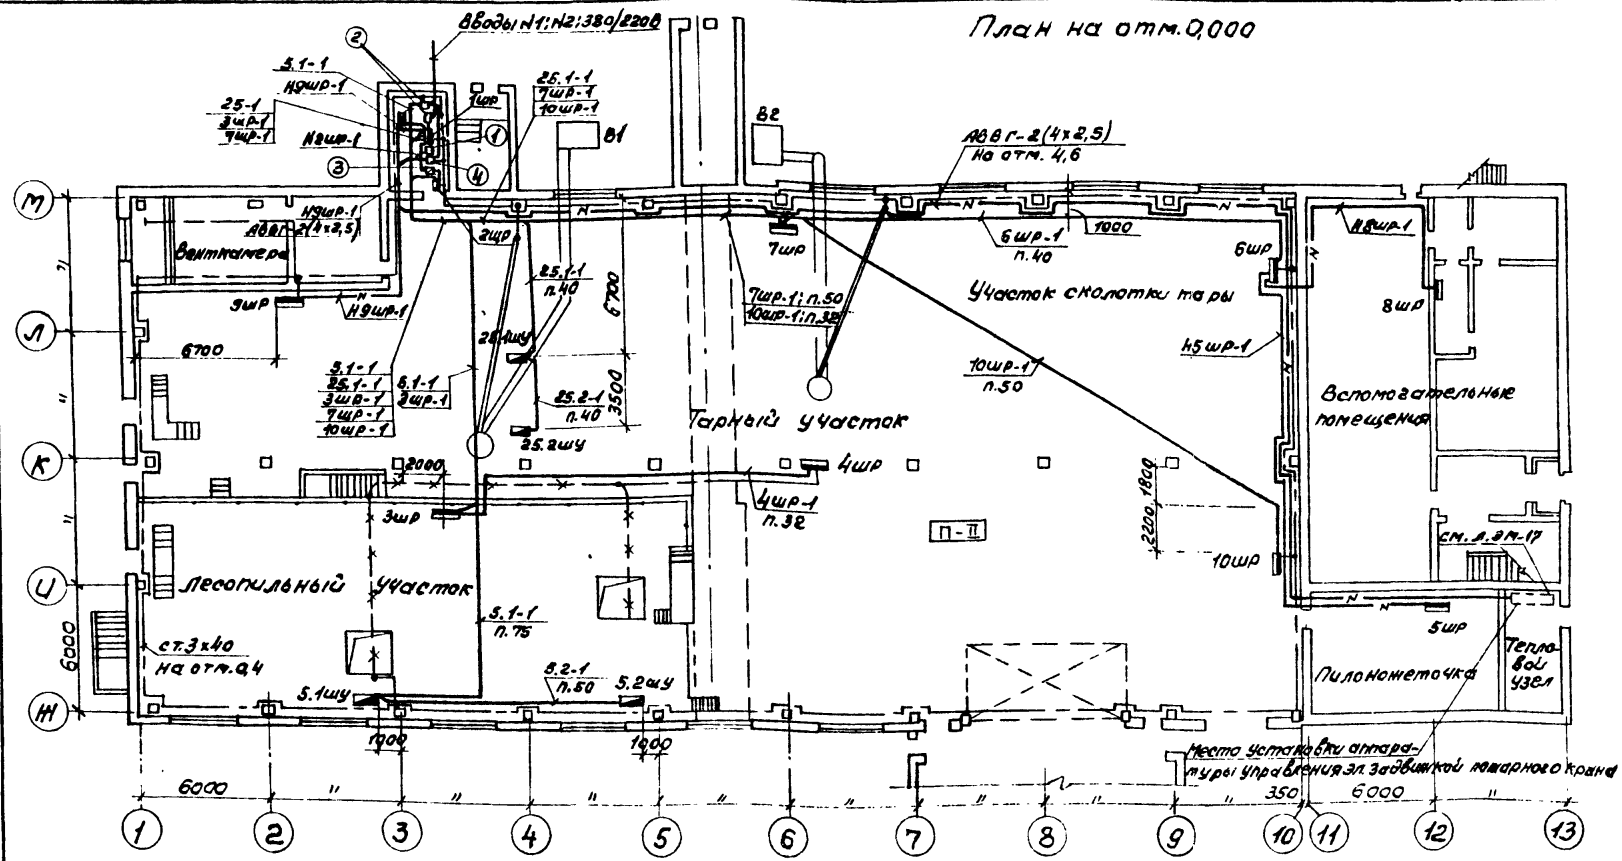 План на отм. 0,000
Вводы N1; N2; 380/220В
2
5.1-1
Н9шр-1
25-1
3шр-1
7шр-1
Н8шр-1
3
1шр
1
4
25.1-1
7шр-1
10шр-1
В1
В2
АВВГ-2(4х2,5)
На отм. 4,6
М
Н9шр-1
АВВГ-2(4х2,5)
Венткамера
2шр
7шр
6шр-1
п.40
1000
6шр
Н8шр-1
8шр
25.1-1
п.40
6700
9шр
Н9шр-1
7шр-1; п.50
10шр-1; п.32
Участок сколотки тары
Л
6700
25.1шу
Н5шр-1
5.1-1
25.1-1
3шр-1
7шр-1
10шр-1
5.1-1
3шр-1
3500
25.2-1
п.40
10шр-1
п.50
Вспомогательные
помещения
Тарный участок
25.2шу
К
2000
4шр
4шр-1
п.32
1800
2200
3шр
П-II
см. л. ЭМ-17
10шр
И
Лесопильный участок
5.1-1
п.75
5шр
6000
ст.3х40
на отм. 0,4
Пилоножеточка
Тепло-
вой
узел
5.1шу
5.2-1
п.50
5.2шу
Ж
1000
1000
Место установки аппара-
туры управления эл. задвижкой пожарного крана
6000 " " " " " " " " 350 6000 "
1 2 3 4 5 6 7 8 9 10 11 12 13